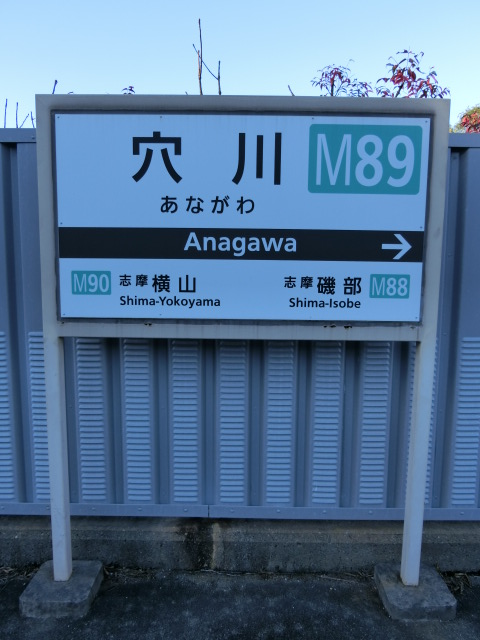 穴川 M89
あながわ
Anagawa →
M90 志摩横山 志摩磯部 M88
Shima-Yokoyama Shima-Isobe